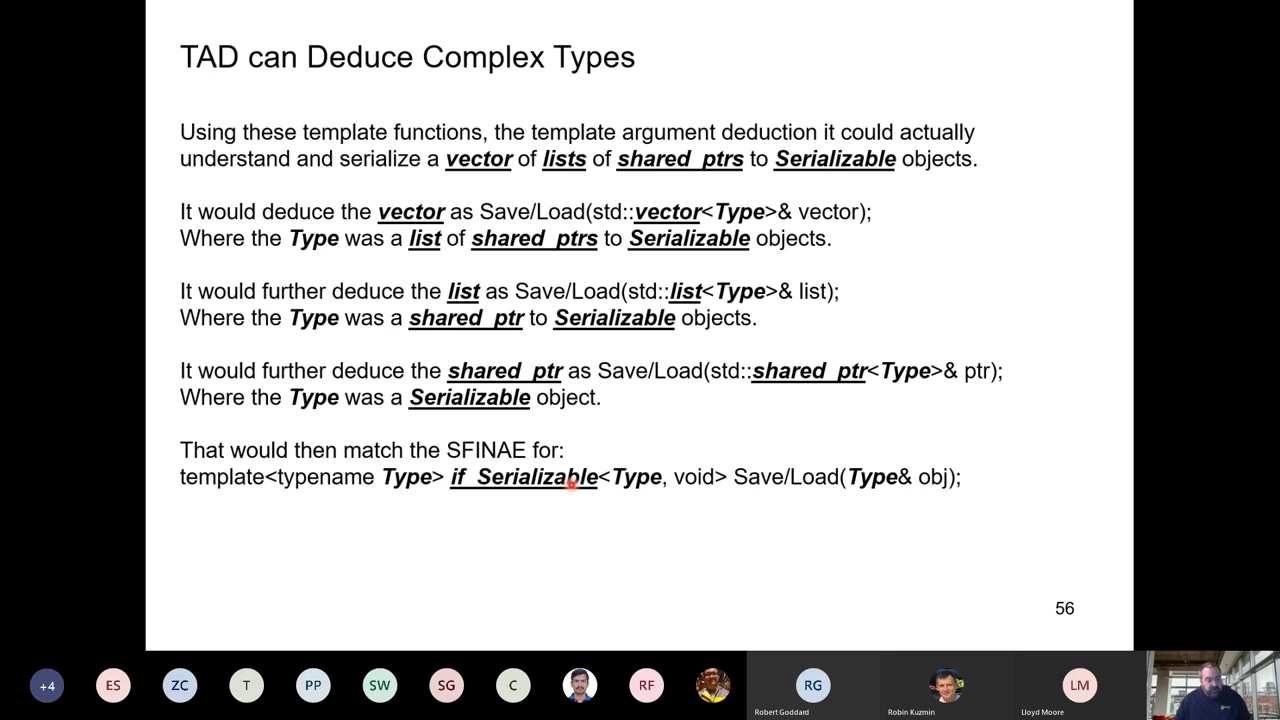 TAD can Deduce Complex Types
Using these template functions, the template argument deduction it could actually
understand and serialize a vector of lists of shared_ptrs to Serializable objects.
It would deduce the vector as Save/Load(std::vector<Type>& vector);
Where the Type was a list of shared_ptrs to Serializable objects.
It would further deduce the list as Save/Load(std::list<Type>& list);
Where the Type was a shared_ptr to Serializable objects.
It would further deduce the shared_ptr as Save/Load(std::shared_ptr<Type>& ptr);
Where the Type was a Serializable object.
That would then match the SFINAE for:
template<typename Type> if_Serializable<Type, void> Save/Load(Type& obj);
56
+4
ES
ZC
T
PP
SW
SG
C
RF
RG
LM
Robert Goddard
Robin Kuzmin
Lloyd Moore